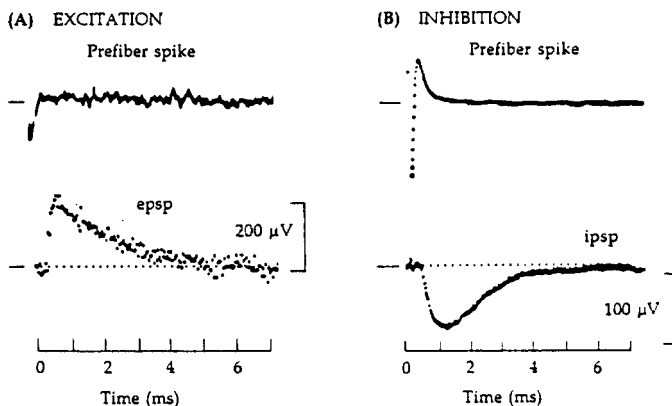 (A) EXCITATION
Prefiber spike
epsp
200 μV
0 2 4 6
Time (ms)
(B) INHIBITION
Prefiber spike
ipsp
100 μV
0 2 4 6
Time (ms)